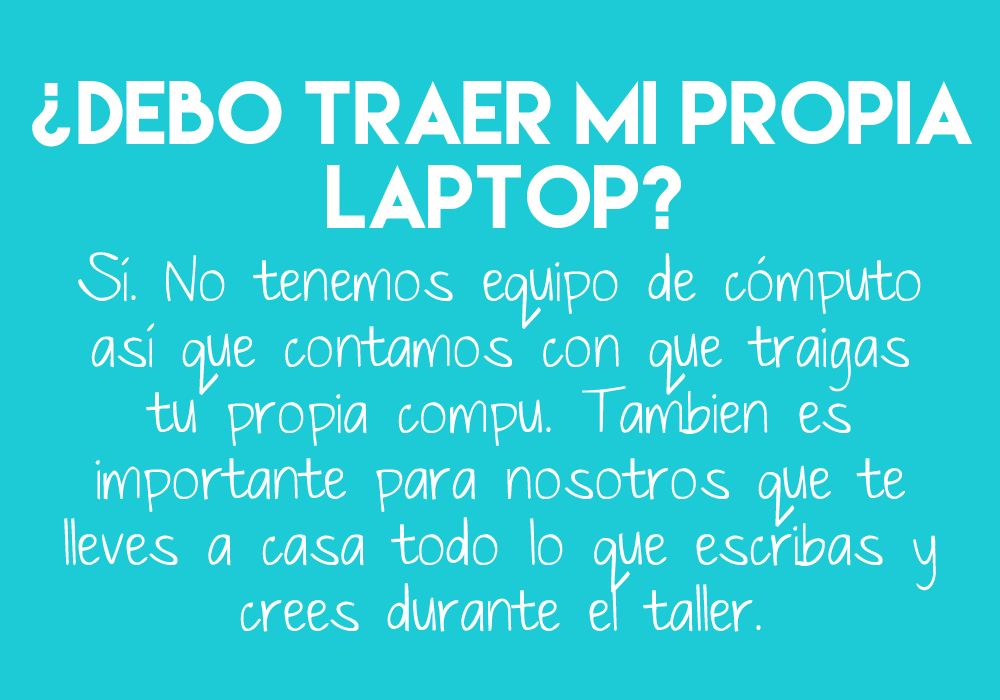 ¿DEBO TRAER MI PROPIA
LAPTOP?
Sí. No tenemos equipo de cómputo
así que contamos con que traigas
tu propia compu. Tambien es
importante para nosotros que te
lleves a casa todo lo que escribas y
crees durante el taller.